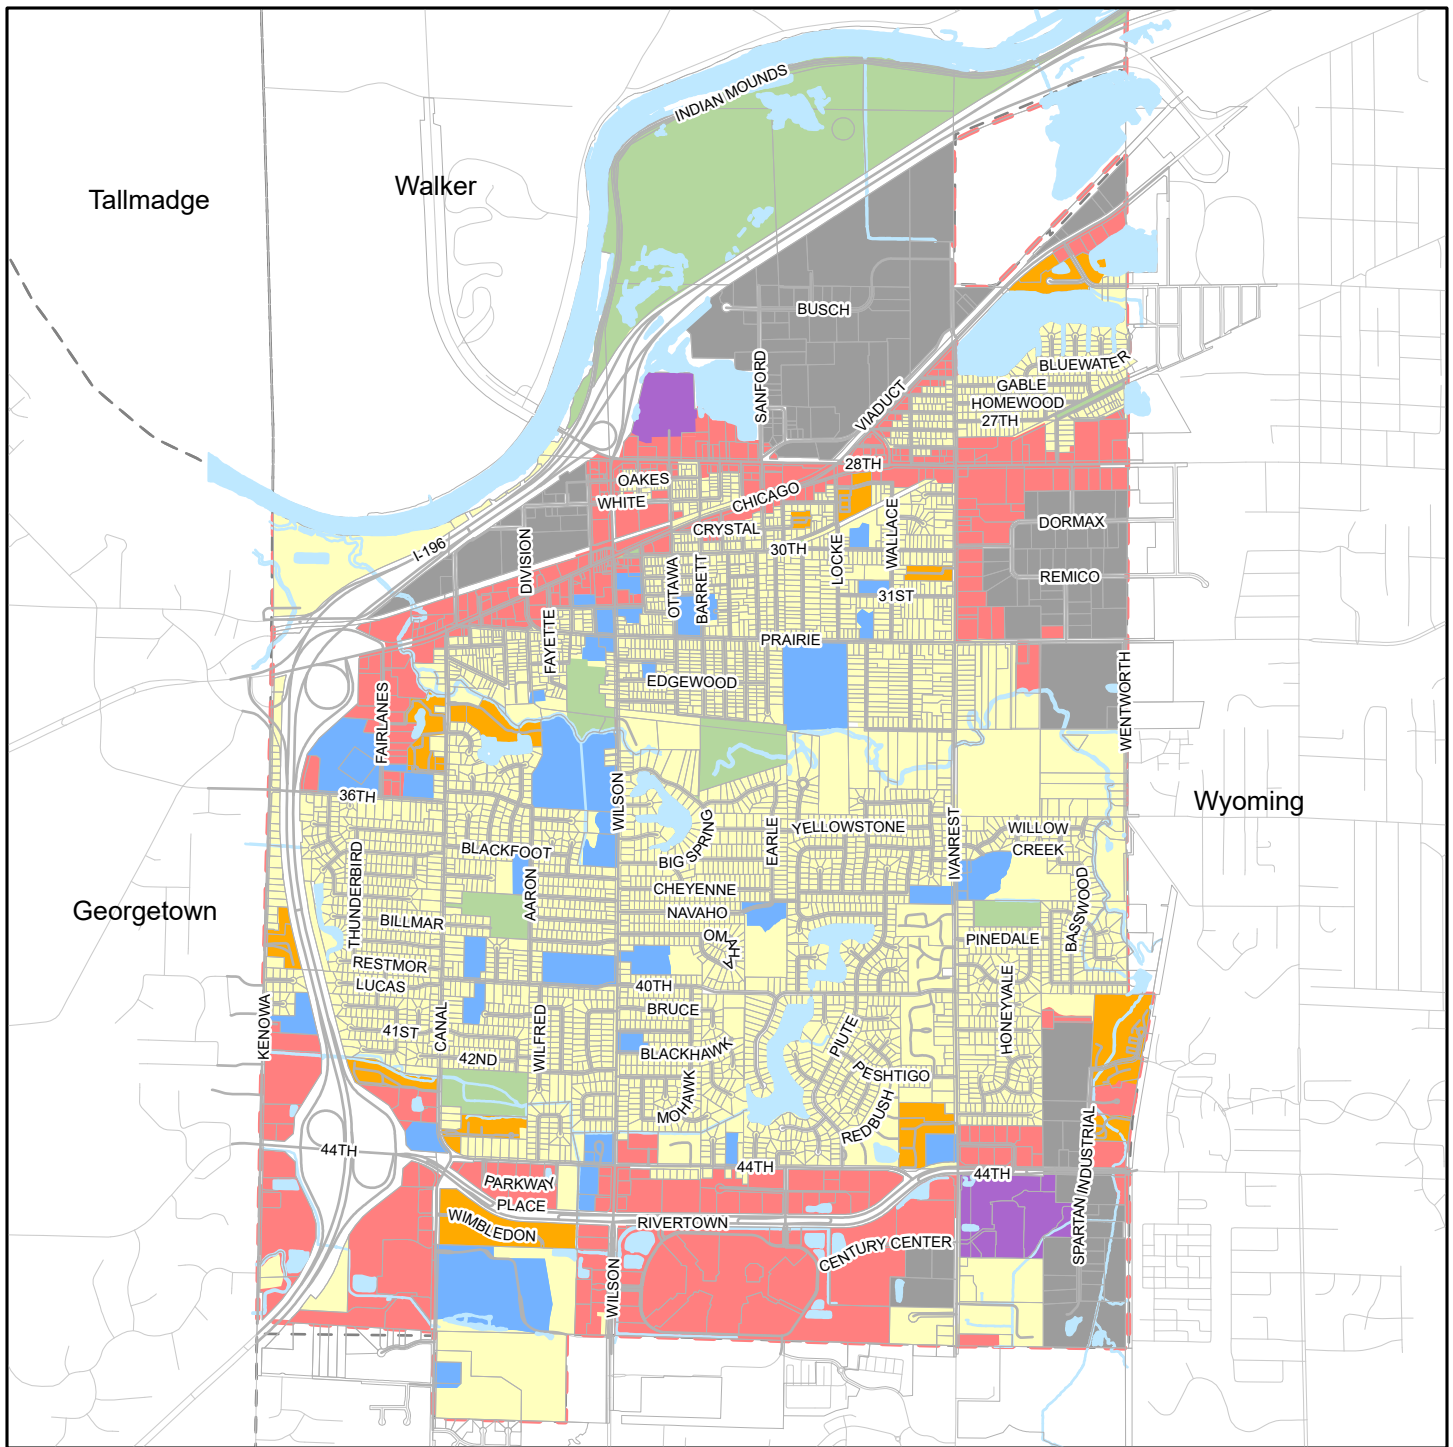 INDIAN MOUNDS
Tallmadge
Walker
BUSCH
SANFORD
VIADUCT
BLUEWATER
GABLE
HOMEWOOD
27TH
28TH
OAKES
WHITE
CHICAGO
CRYSTAL
DORMAX
I-196
DIVISION
30TH
LOCKE
WALLACE
REMICO
OTTAWA
BARRETT
31ST
FAYETTE
PRAIRIE
EDGEWOOD
WENTWORTH
FAIRLANES
36TH
WILSON
Wyoming
BIG SPRING
EARLE
YELLOWSTONE
IVANREST
WILLOW
CREEK
THUNDERBIRD
BLACKFOOT
AARON
CHEYENNE
Georgetown
BILLMAR
NAVAHO
OMAHA
PINEDALE
BASSWOOD
RESTMOR
LUCAS
40TH
HONEYVALE
KENOWA
41ST
CANAL
42ND
WILFRED
BRUCE
BLACKHAWK
MOHAWK
PIUTE
PESHTIGO
REDBUSH
44TH
44TH
44TH
SPARTAN INDUSTRIAL
PARKWAY
PLACE
WIMBLEDON
RIVERTOWN
CENTURY CENTER
WILSON